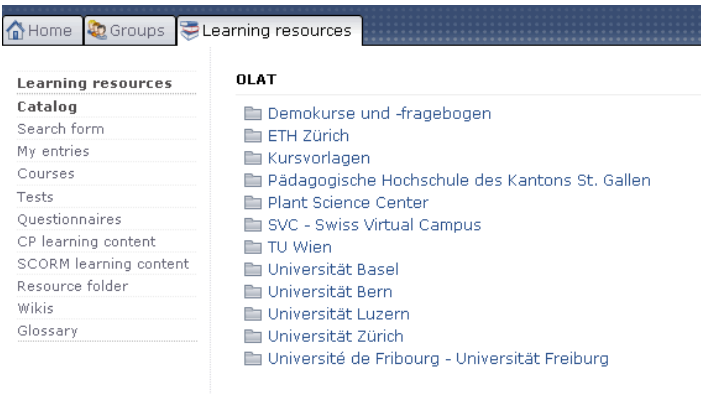 Home Groups Learning resources
Learning resources
Catalog
Search form
My entries
Courses
Tests
Questionnaires
CP learning content
SCORM learning content
Resource folder
Wikis
Glossary
OLAT
Demokurse und -fragebogen
ETH Zürich
Kursvorlagen
Pädagogische Hochschule des Kantons St. Gallen
Plant Science Center
SVC - Swiss Virtual Campus
TU Wien
Universität Basel
Universität Bern
Universität Luzern
Universität Zürich
Université de Fribourg - Universität Freiburg